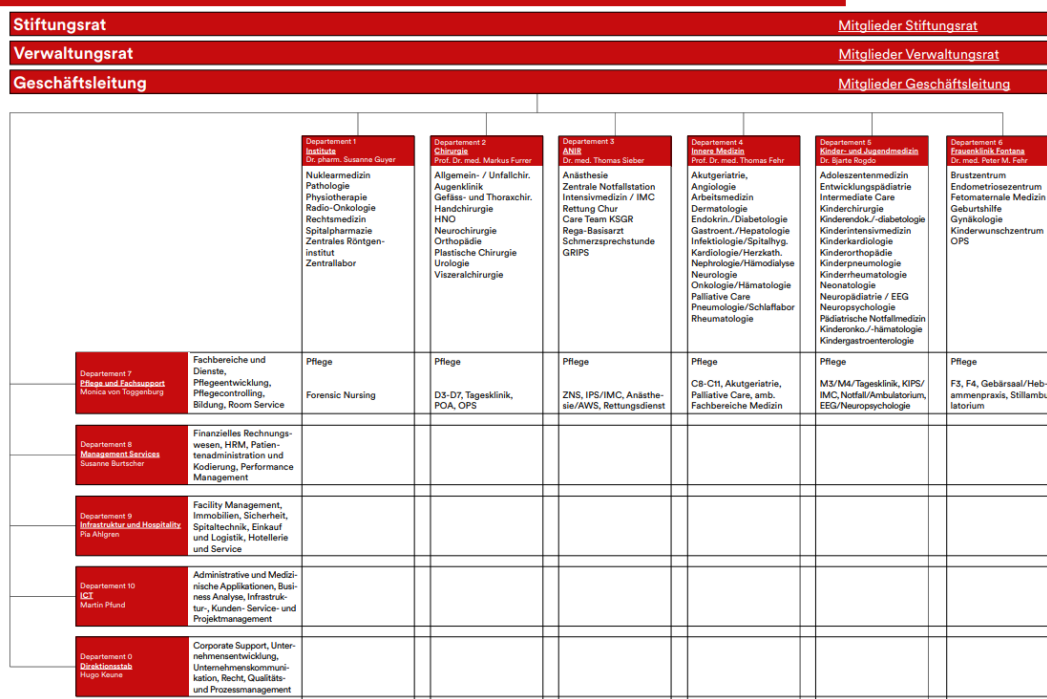 Stiftungsrat
Mitglieder Stiftungsrat
Verwaltungsrat
Mitglieder Verwaltungsrat
Geschäftsleitung
Mitglieder Geschäftsleitung
Departement 1
Institute
Dr. pharm. Susanne Guyer
Nuklearmedizin
Pathologie
Physiotherapie
Radio-Onkologie
Rechtsmedizin
Spitalpharmazie
Zentrales Röntgen-
institut
Zentrallabor
Departement 2
Chirurgie
Prof. Dr. med. Markus Furrer
Allgemein- / Unfallchir.
Augenklinik
Gefäss- und Thoraxchir.
Handchirurgie
HNO
Neurochirurgie
Orthopädie
Plastische Chirurgie
Urologie
Viszeralchirurgie
Departement 3
ANIR
Dr. med. Thomas Sieber
Anästhesie
Zentrale Notfallstation
Intensivmedizin / IMC
Rettung Chur
Care Team KSGR
Rega-Basisarzt
Schmerzsprechstunde
GRIPS
Departement 4
Innere Medizin
Prof. Dr. med. Thomas Fehr
Akutgeriatrie,
Angiologie
Arbeitsmedizin
Dermatologie
Endokrin./Diabetologie
Gastroent./Hepatologie
Infektiologie/Spitalhyg.
Kardiologie/Herzkath.
Nephrologie/Hämodialyse
Neurologie
Onkologie/Hämatologie
Palliative Care
Pneumologie/Schlaflabor
Rheumatologie
Departement 5
Kinder- und Jugendmedizin
Dr. Bjarte Rogdo
Adoleszentenmedizin
Entwicklungspädiatrie
Intermediate Care
Kinderchirurgie
Kinderendok./-diabetologie
Kinderintensivmedizin
Kinderkardiologie
Kinderorthopädie
Kinderpneumologie
Kinderrheumatologie
Neonatologie
Neuropädiatrie / EEG
Neuropsychologie
Pädiatrische Notfallmedizin
Kinderonko./-hämatologie
Kindergastroenterologie
Departement 6
Frauenklinik Fontana
Dr. med. Peter M. Fehr
Brustzentrum
Endometriosezentrum
Fetomaternale Medizin
Geburtshilfe
Gynäkologie
Kinderwunschzentrum
OPS
Departement 7
Pflege und Fachsupport
Monica von Toggenburg
Fachbereiche und
Dienste,
Pflegeentwicklung,
Pflegecontrolling,
Bildung, Room Service
Pflege
Forensic Nursing
Pflege
D3-D7, Tagesklinik,
POA, OPS
Pflege
ZNS, IPS/IMC, Anästhe-
sie/AWS, Rettungsdienst
Pflege
C8-C11, Akutgeriatrie,
Palliative Care, amb.
Fachbereiche Medizin
Pflege
M3/M4/Tagesklinik, KIPS/
IMC, Notfall/Ambulatorium,
EEG/Neuropsychologie
Pflege
F3, F4, Gebärsaal/Heb-
ammenpraxis, Stillambu
latorium
Departement 8
Management Services
Susanne Burtscher
Finanzielles Rechnungs-
wesen, HRM, Patien-
tenadministration und
Kodierung, Performance
Management
Departement 9
Infrastruktur und Hospitality
Pia Ahlgren
Facility Management,
Immobilien, Sicherheit,
Spitaltechnik, Einkauf
und Logistik, Hotellerie
und Service
Departement 10
ICT
Martin Pfund
Administrative und Medizi-
nische Applikationen, Busi-
ness Analyse, Infrastruk-
tur-, Kunden- Service- und
Projektmanagement
Departement 0
Direktionsstab
Hugo Keune
Corporate Support, Unter-
nehmensentwicklung,
Unternehmenskommuni-
kation, Recht, Qualitäts-
und Prozessmanagement